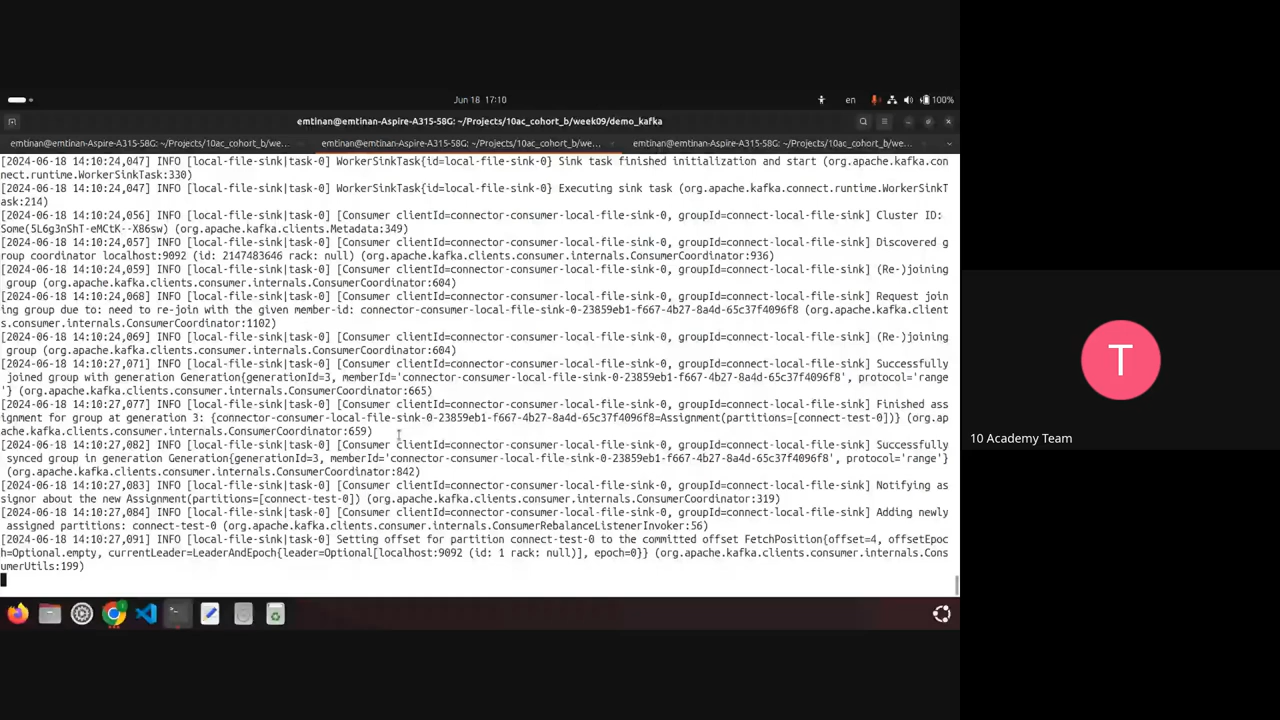 Jun 18 17:10
en
100%
emtinan@emtinan-Aspire-A315-58G: ~/Projects/10ac_cohort_b/week09/demo_kafka
emtinan@emtinan-Aspire-A315-58G: ~/Projects/10ac_cohort_b/we...
emtinan@emtinan-Aspire-A315-58G: ~/Projects/10ac_cohort_b/we...
emtinan@emtinan-Aspire-A315-58G: ~/Projects/10ac_cohort_b/we...
[2024-06-18 14:10:24,047] INFO [local-file-sink|task-0] WorkerSinkTask{id=local-file-sink-0} Sink task finished initialization and start (org.apache.kafka.con
nect.runtime.WorkerSinkTask:330)
[2024-06-18 14:10:24,047] INFO [local-file-sink|task-0] WorkerSinkTask{id=local-file-sink-0} Executing sink task (org.apache.kafka.connect.runtime.WorkerSinkT
ask:214)
[2024-06-18 14:10:24,056] INFO [local-file-sink|task-0] [Consumer clientId=connector-consumer-local-file-sink-0, groupId=connect-local-file-sink] Cluster ID:
Some(5L6g3nShT-eMCtK--X86sw) (org.apache.kafka.clients.Metadata:349)
[2024-06-18 14:10:24,057] INFO [local-file-sink|task-0] [Consumer clientId=connector-consumer-local-file-sink-0, groupId=connect-local-file-sink] Discovered g
roup coordinator localhost:9092 (id: 2147483646 rack: null) (org.apache.kafka.clients.consumer.internals.ConsumerCoordinator:936)
[2024-06-18 14:10:24,059] INFO [local-file-sink|task-0] [Consumer clientId=connector-consumer-local-file-sink-0, groupId=connect-local-file-sink] (Re-)joining
group (org.apache.kafka.clients.consumer.internals.ConsumerCoordinator:604)
[2024-06-18 14:10:24,068] INFO [local-file-sink|task-0] [Consumer clientId=connector-consumer-local-file-sink-0, groupId=connect-local-file-sink] Request join
ing group due to: need to re-join with the given member-id: connector-consumer-local-file-sink-0-23859eb1-f667-4b27-8a4d-65c37f4096f8 (org.apache.kafka.client
s.consumer.internals.ConsumerCoordinator:1102)
[2024-06-18 14:10:24,069] INFO [local-file-sink|task-0] [Consumer clientId=connector-consumer-local-file-sink-0, groupId=connect-local-file-sink] (Re-)joining
group (org.apache.kafka.clients.consumer.internals.ConsumerCoordinator:604)
[2024-06-18 14:10:27,071] INFO [local-file-sink|task-0] [Consumer clientId=connector-consumer-local-file-sink-0, groupId=connect-local-file-sink] Successfully
joined group with generation Generation{generationId=3, memberId='connector-consumer-local-file-sink-0-23859eb1-f667-4b27-8a4d-65c37f4096f8', protocol='range
'} (org.apache.kafka.clients.consumer.internals.ConsumerCoordinator:665)
[2024-06-18 14:10:27,077] INFO [local-file-sink|task-0] [Consumer clientId=connector-consumer-local-file-sink-0, groupId=connect-local-file-sink] Finished ass
ignment for group at generation 3: {connector-consumer-local-file-sink-0-23859eb1-f667-4b27-8a4d-65c37f4096f8=Assignment(partitions=[connect-test-0])} (org.ap
ache.kafka.clients.consumer.internals.ConsumerCoordinator:659)
[2024-06-18 14:10:27,082] INFO [local-file-sink|task-0] [Consumer clientId=connector-consumer-local-file-sink-0, groupId=connect-local-file-sink] Successfully
synced group in generation Generation{generationId=3, memberId='connector-consumer-local-file-sink-0-23859eb1-f667-4b27-8a4d-65c37f4096f8', protocol='range'}
(org.apache.kafka.clients.consumer.internals.ConsumerCoordinator:842)
[2024-06-18 14:10:27,083] INFO [local-file-sink|task-0] [Consumer clientId=connector-consumer-local-file-sink-0, groupId=connect-local-file-sink] Notifying as
signor about the new Assignment(partitions=[connect-test-0]) (org.apache.kafka.clients.consumer.internals.ConsumerCoordinator:319)
[2024-06-18 14:10:27,084] INFO [local-file-sink|task-0] [Consumer clientId=connector-consumer-local-file-sink-0, groupId=connect-local-file-sink] Adding newly
assigned partitions: connect-test-0 (org.apache.kafka.clients.consumer.internals.ConsumerRebalanceListenerInvoker:56)
[2024-06-18 14:10:27,091] INFO [local-file-sink|task-0] [Consumer clientId=connector-consumer-local-file-sink-0, groupId=connect-local-file-sink] Setting offset for partition connect-test-0 to the committed offset FetchPosition{offset=4, offsetEpoc
h=Optional.empty, currentLeader=LeaderAndEpoch{leader=Optional[localhost:9092 (id: 1 rack: null)], epoch=0}} (org.apache.kafka.clients.consumer.internals.Cons
umerUtils:199)
T
10 Academy Team